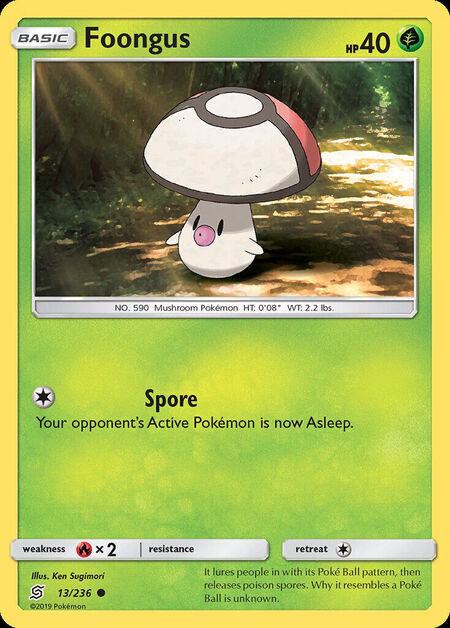 BASIC Foongus HP40
NO. 590 Mushroom Pokémon HT: 0'08" WT: 2.2 lbs.
Spore
Your opponent's Active Pokémon is now Asleep.
weakness ×2 resistance retreat
Illus. Ken Sugimori
13/236
©2019 Pokémon
It lures people in with its Poké Ball pattern, then
releases poison spores. Why it resembles a Poké
Ball is unknown.